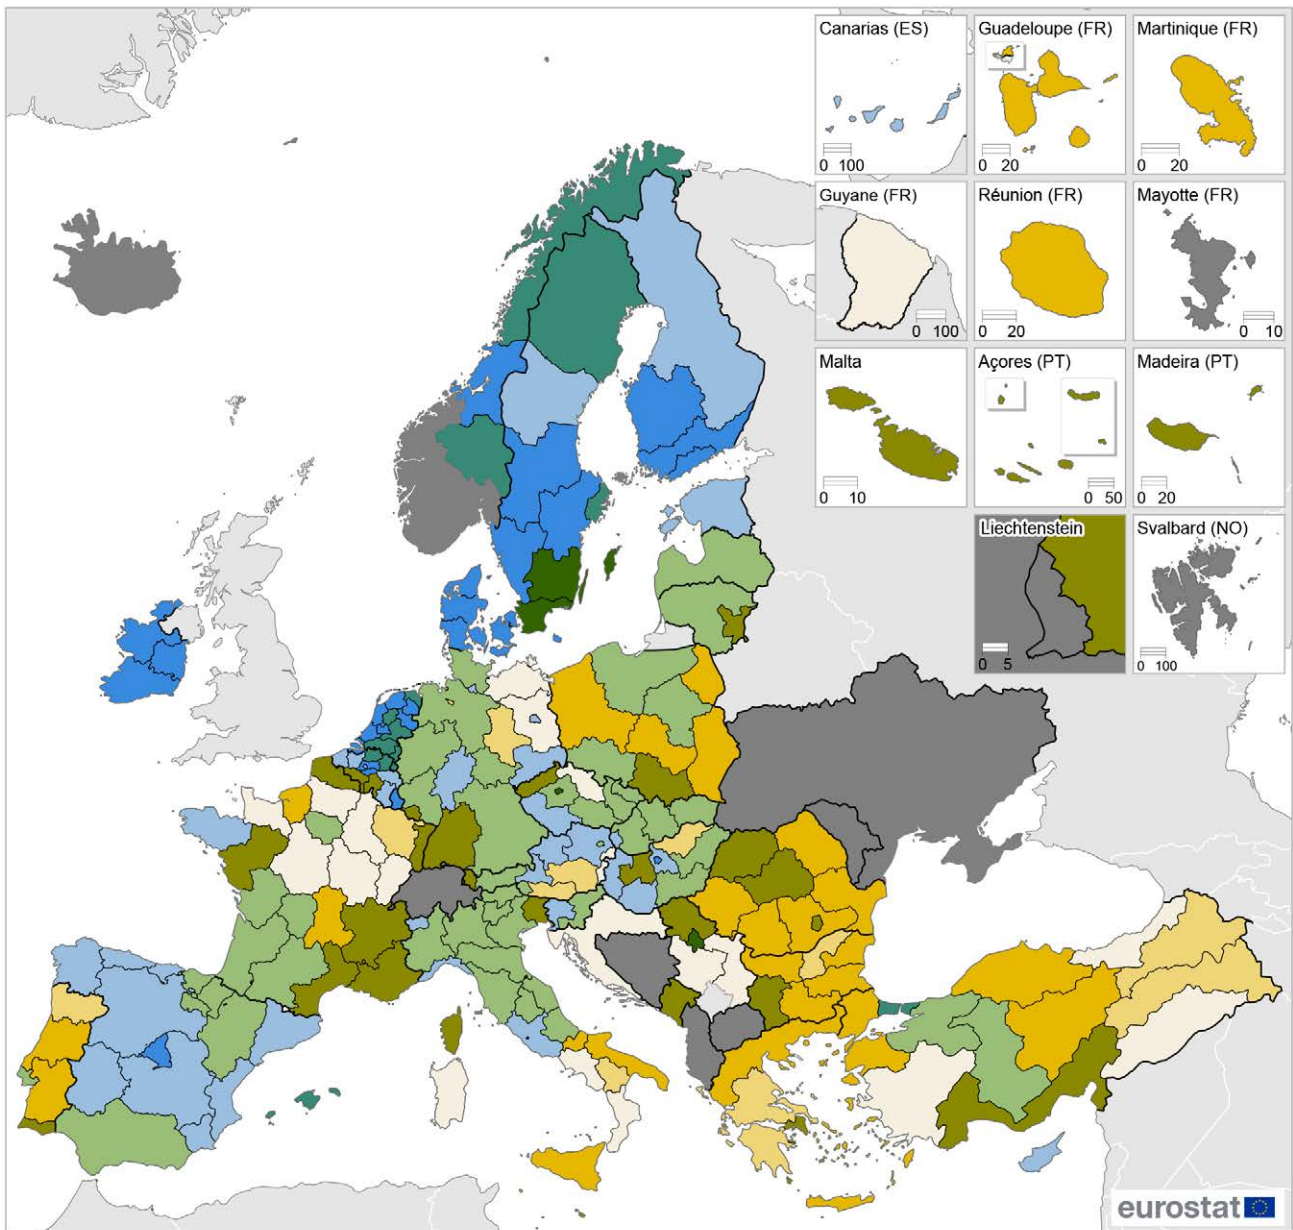 Canarias (ES)
0 100
Guadeloupe (FR)
0 20
Martinique (FR)
0 20
Guyane (FR)
0 100
Réunion (FR)
0 20
Mayotte (FR)
0 10
Malta
0 10
Açores (PT)
0 50
Madeira (PT)
0 20
Liechtenstein
0 5
Svalbard (NO)
0 100
eurostat